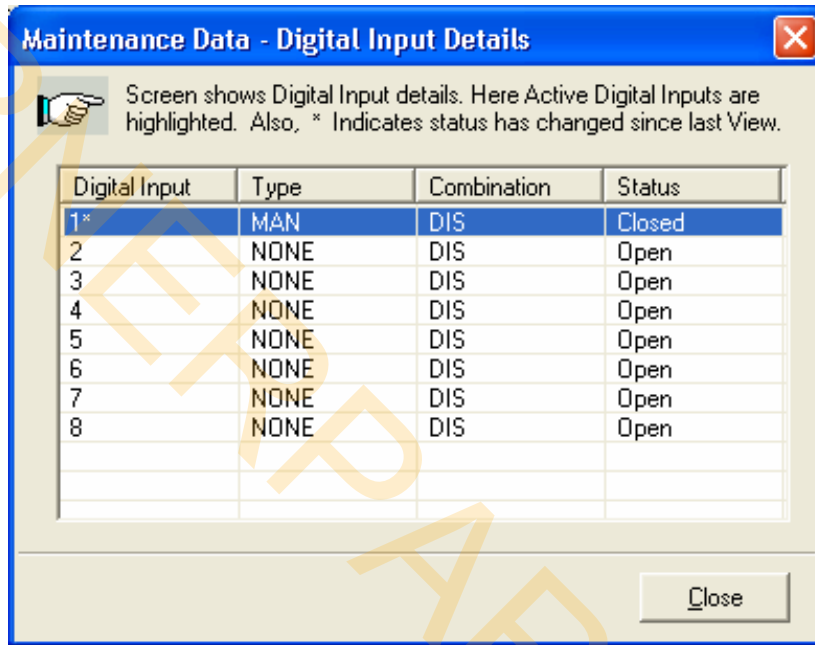 Maintenance Data - Digital Input Details
Screen shows Digital Input details. Here Active Digital Inputs are
highlighted. Also, * Indicates status has changed since last View.
Digital Input Type Combination Status
1* MAN DIS Closed
2 NONE DIS Open
3 NONE DIS Open
4 NONE DIS Open
5 NONE DIS Open
6 NONE DIS Open
7 NONE DIS Open
8 NONE DIS Open
Close